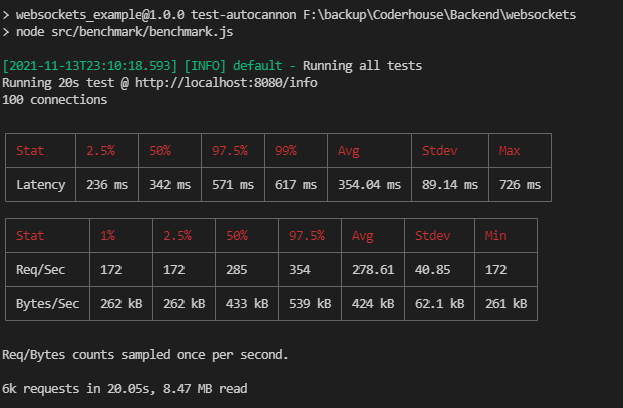 > websockets_example@1.0.0 test-autocannon F:\backup\Coderhouse\Backend\websockets
> node src/benchmark/benchmark.js
[2021-11-13T23:10:18.593] [INFO] default - Running all tests
Running 20s test @ http://localhost:8080/info
100 connections
Stat 2.5% 50% 97.5% 99% Avg Stdev Max
Latency 236 ms 342 ms 571 ms 617 ms 354.04 ms 89.14 ms 726 ms
Stat 1% 2.5% 50% 97.5% Avg Stdev Min
Req/Sec 172 172 285 354 278.61 40.85 172
Bytes/Sec 262 kB 262 kB 433 kB 539 kB 424 kB 62.1 kB 261 kB
Req/Bytes counts sampled once per second.
6k requests in 20.05s, 8.47 MB read